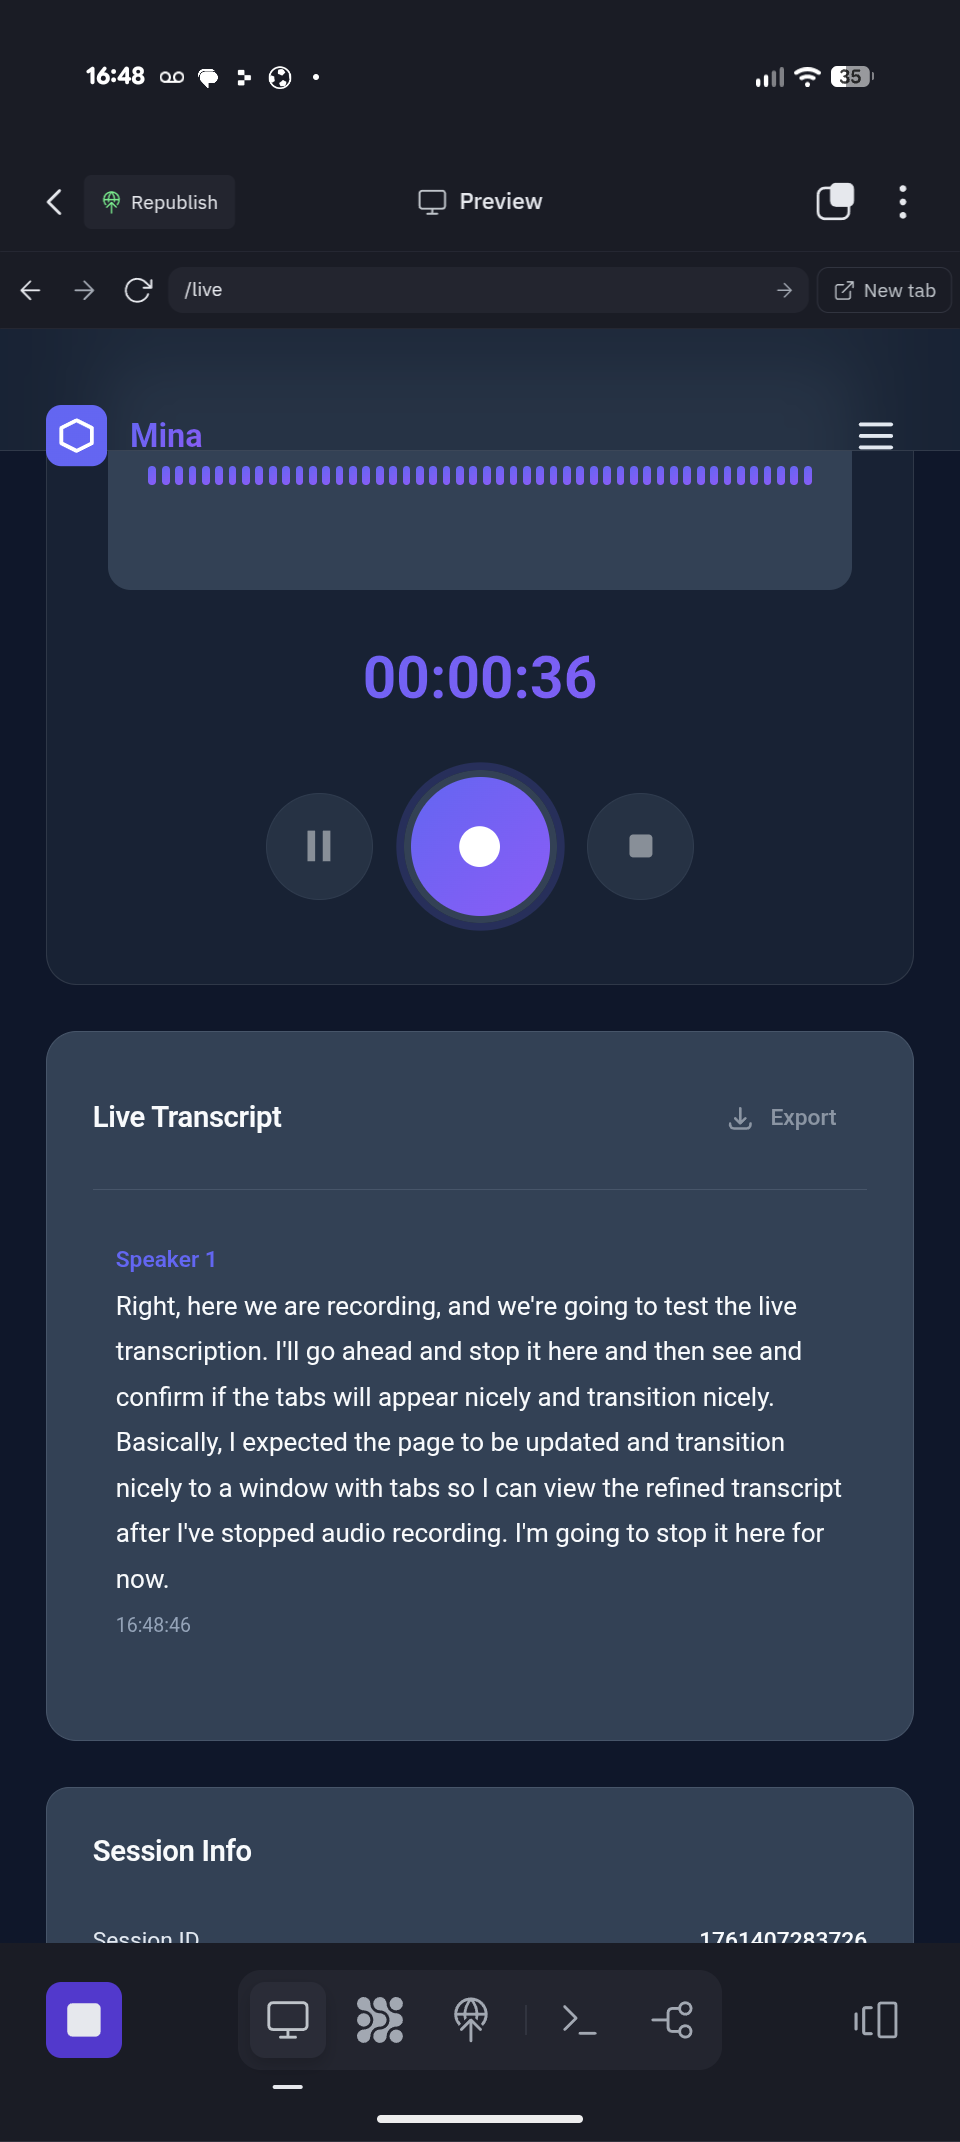 16:48
35
Republish
Preview
/live
New tab
Mina
00:00:36
Live Transcript
Export
Speaker 1
Right, here we are recording, and we're going to test the live
transcription. I'll go ahead and stop it here and then see and
confirm if the tabs will appear nicely and transition nicely.
Basically, I expected the page to be updated and transition
nicely to a window with tabs so I can view the refined transcript
after I've stopped audio recording. I'm going to stop it here for
now.
16:48:46
Session Info
Session ID
1761407283726